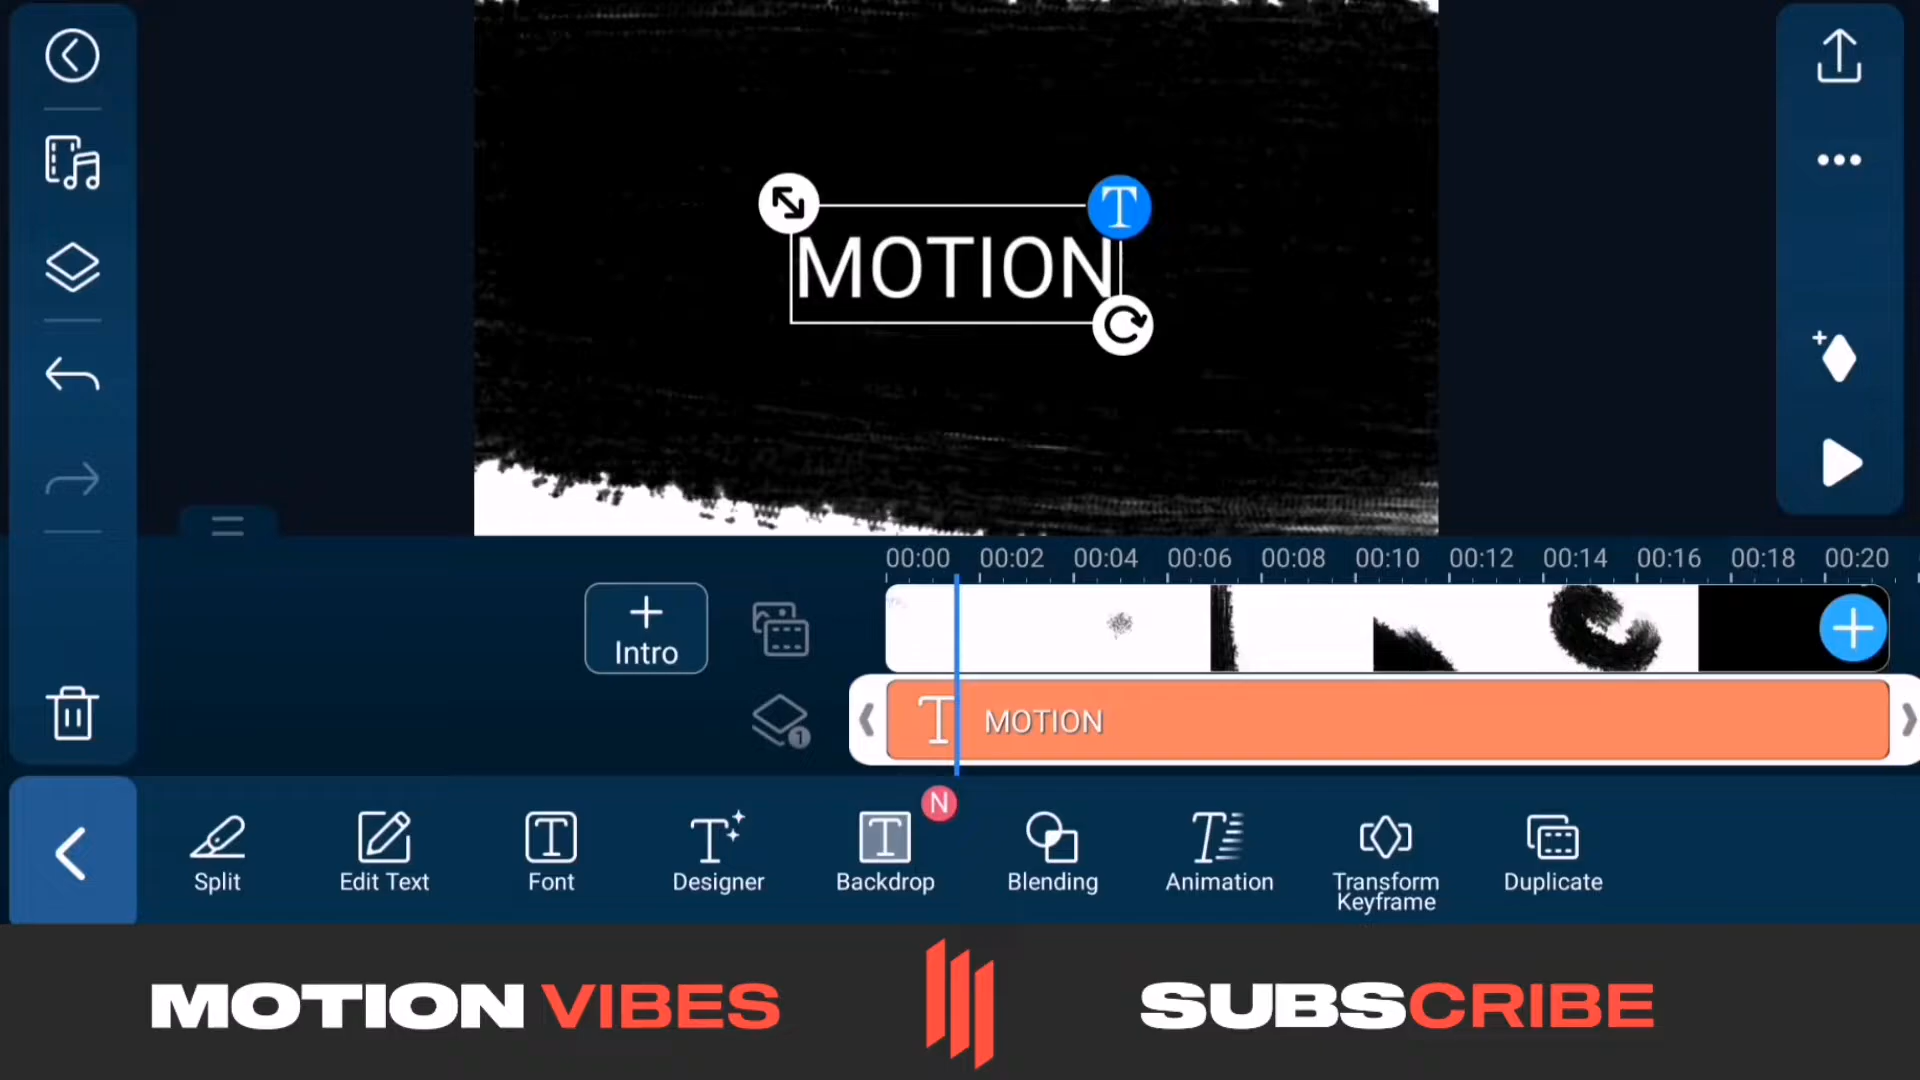 MOTION
00:00 00:02 00:04 00:06 00:08 00:10 00:12 00:14 00:16 00:18 00:20
+ Intro
1
T MOTION
N
Split Edit Text Font Designer Backdrop Blending Animation Transform Keyframe Duplicate
MOTION VIBES SUBSCRIBE